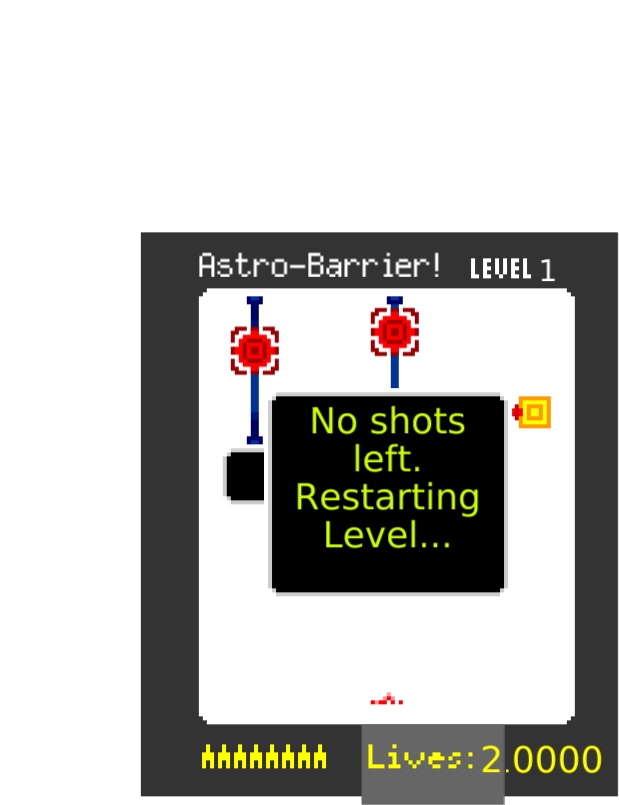 Astro-Barrier! LEVEL 1
No shots
left.
Restarting
Level...
Lives:2.0000